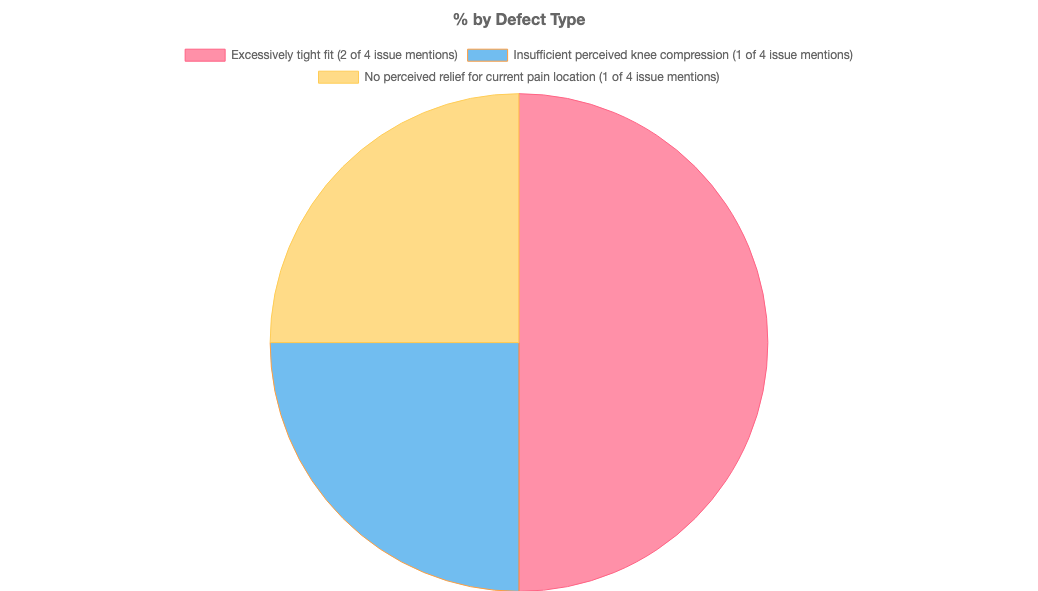 % by Defect Type
Excessively tight fit (2 of 4 issue mentions) Insufficient perceived knee compression (1 of 4 issue mentions)
No perceived relief for current pain location (1 of 4 issue mentions)